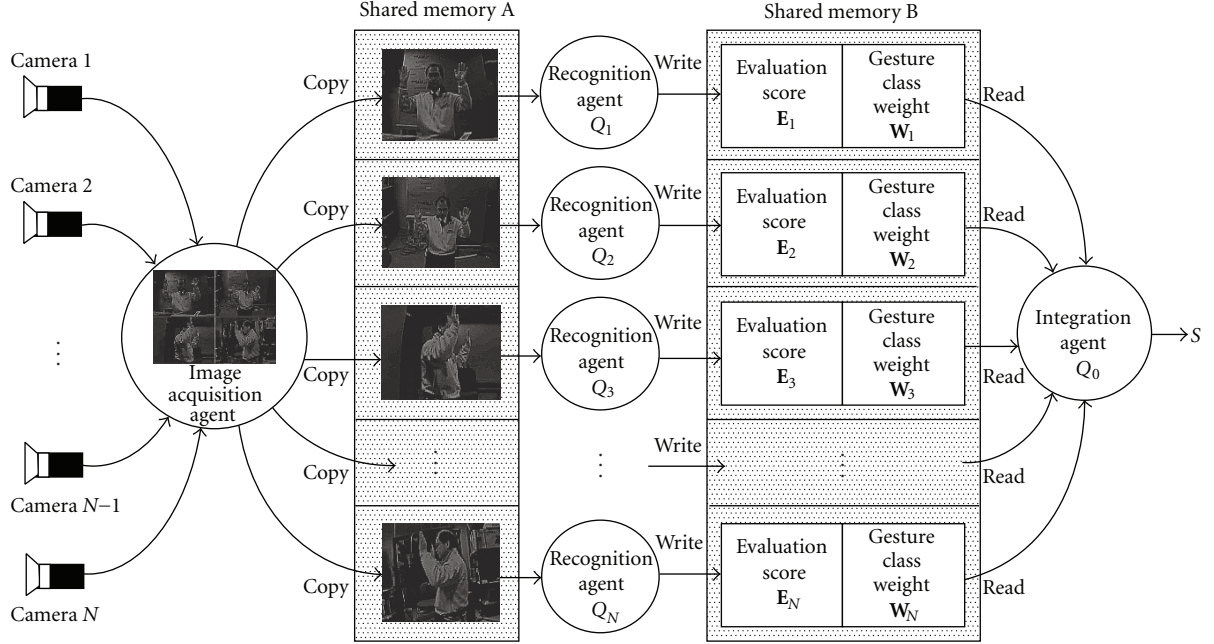 Shared memory A
Shared memory B
Camera 1
Camera 2
⋮
Camera N−1
Camera N
Image
acquisition
agent
Copy
Copy
Copy
Copy
Copy
⋮
Recognition
agent
Q1
Recognition
agent
Q2
Recognition
agent
Q3
⋮
Recognition
agent
QN
Write
Write
Write
Write
Write
Evaluation
score
E1
Gesture
class
weight
W1
Evaluation
score
E2
Gesture
class
weight
W2
Evaluation
score
E3
Gesture
class
weight
W3
⋮
Evaluation
score
EN
Gesture
class
weight
WN
Read
Read
Read
Read
Read
Integration
agent
Q0
S